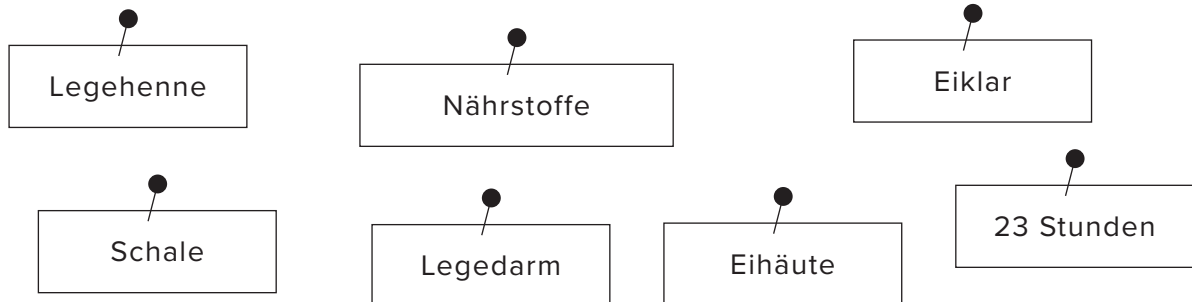 Legehenne
Nährstoffe
Eiklar
Schale
Legedarm
Eihäute
23 Stunden